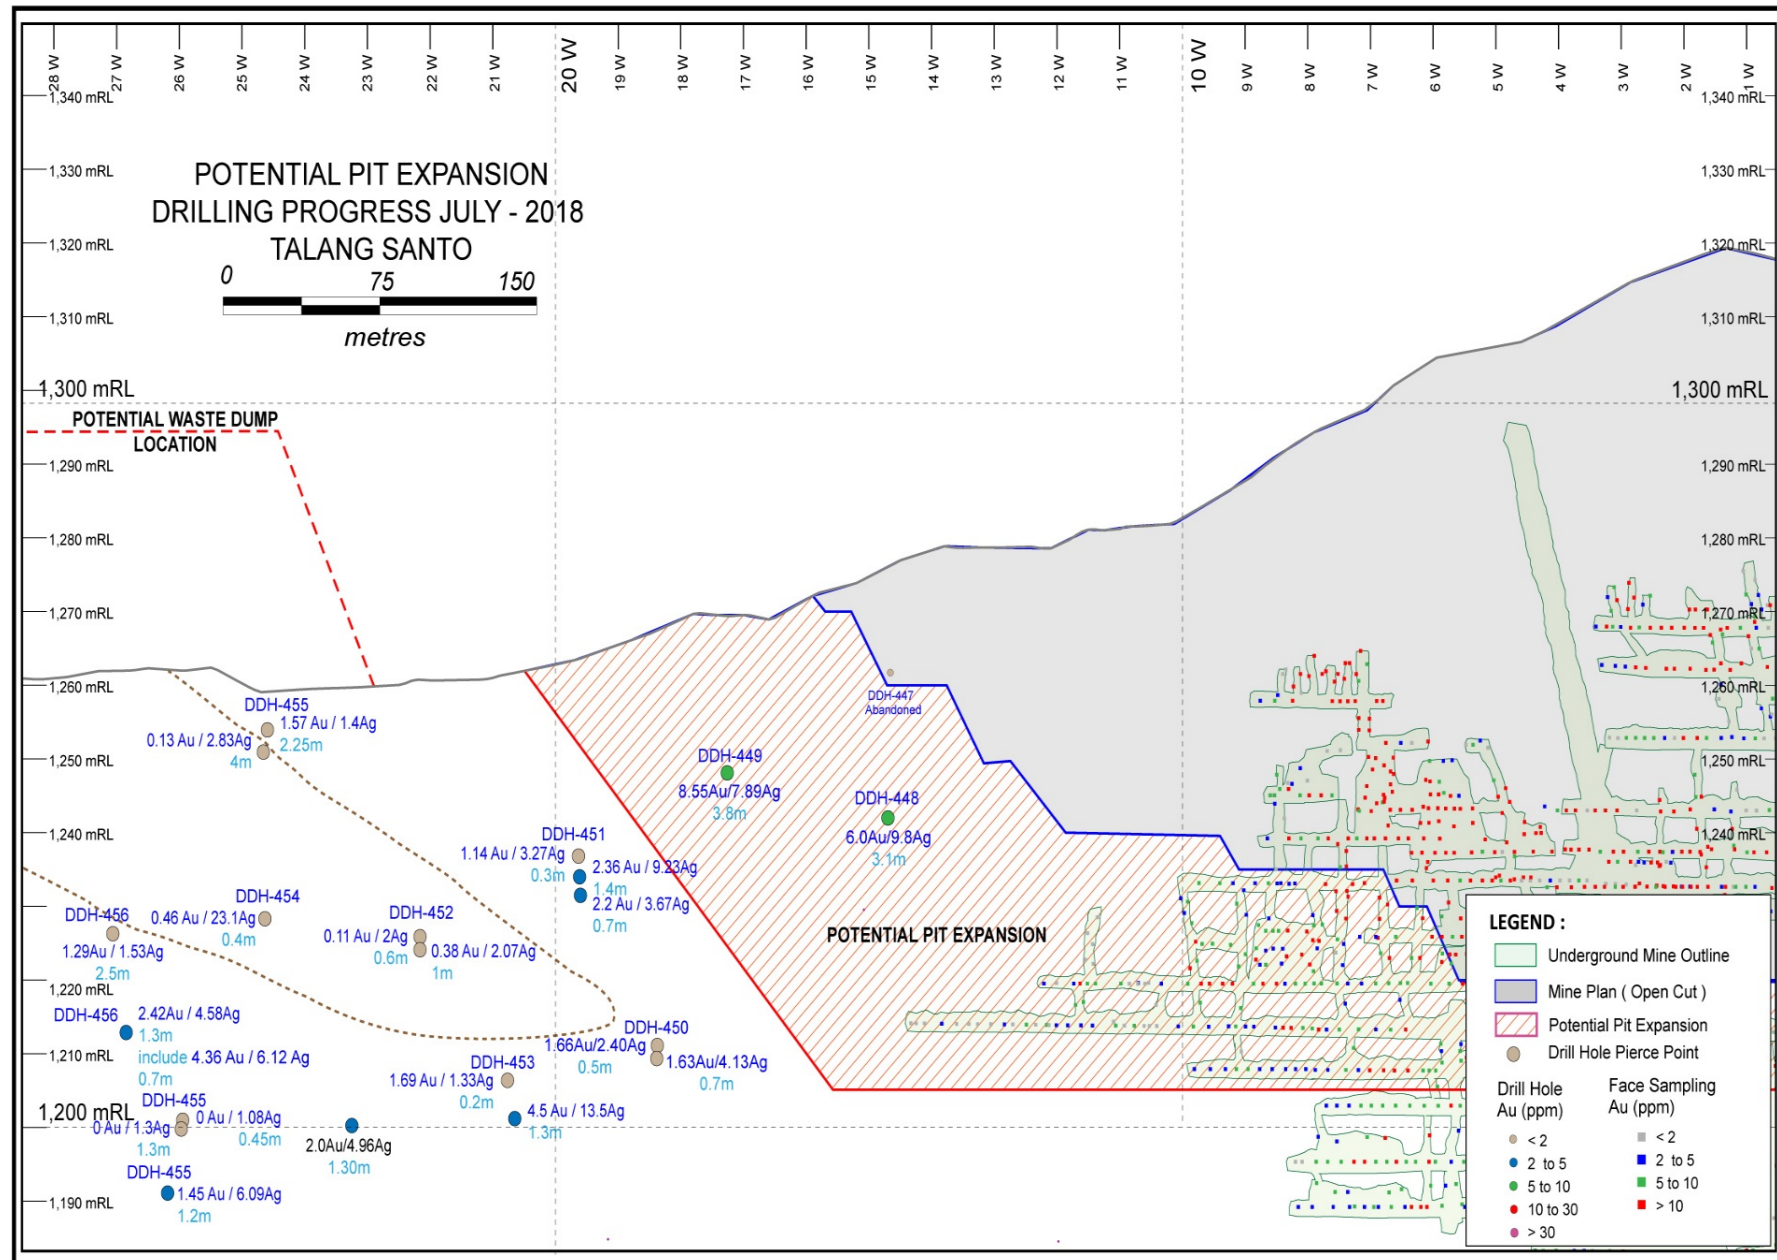 28 W
27 W
26 W
25 W
24 W
23 W
22 W
21 W
20 W
19 W
18 W
17 W
16 W
15 W
14 W
13 W
12 W
11 W
10 W
9 W
8 W
7 W
6 W
5 W
4 W
3 W
2 W
1 W
1,340 mRL
1,340 mRL
1,330 mRL
1,330 mRL
POTENTIAL PIT EXPANSION
DRILLING PROGRESS JULY - 2018
TALANG SANTO
0 75 150
metres
1,320 mRL
1,320 mRL
1,310 mRL
1,310 mRL
1,300 mRL
1,300 mRL
POTENTIAL WASTE DUMP
LOCATION
1,290 mRL
1,290 mRL
1,280 mRL
1,280 mRL
1,270 mRL
1,270 mRL
1,260 mRL
1,260 mRL
DDH-455
1.57 Au / 1.4Ag
2.25m
0.13 Au / 2.83Ag
4m
DDH-447
Abandoned
1,250 mRL
1,250 mRL
DDH-449
8.55Au/7.89Ag
3.8m
DDH-448
6.0Au/9.8Ag
3.1m
1,240 mRL
1,240 mRL
DDH-451
1.14 Au / 3.27Ag
0.3m
2.36 Au / 9.23Ag
1.4m
2.2 Au / 3.67Ag
0.7m
DDH-454
0.46 Au / 23.1Ag
0.4m
DDH-456
1.29Au / 1.53Ag
2.5m
DDH-452
0.11 Au / 2Ag
0.6m
0.38 Au / 2.07Ag
1m
POTENTIAL PIT EXPANSION
1,220 mRL
DDH-456
2.42Au / 4.58Ag
1.3m
include 4.36 Au / 6.12 Ag
0.7m
1,210 mRL
DDH-450
1.66Au/2.40Ag
0.5m
1.63Au/4.13Ag
0.7m
DDH-453
1.69 Au / 1.33Ag
0.2m
4.5 Au / 13.5Ag
1.3m
1,200 mRL
DDH-455
0 Au / 1.08Ag
0.45m
0 Au / 1.3Ag
1.3m
2.0Au/4.96Ag
1.30m
DDH-455
1.45 Au / 6.09Ag
1.2m
1,190 mRL
LEGEND :
Underground Mine Outline
Mine Plan ( Open Cut )
Potential Pit Expansion
Drill Hole Pierce Point
Drill Hole
Au (ppm)
< 2
2 to 5
5 to 10
10 to 30
> 30
Face Sampling
Au (ppm)
< 2
2 to 5
5 to 10
> 10